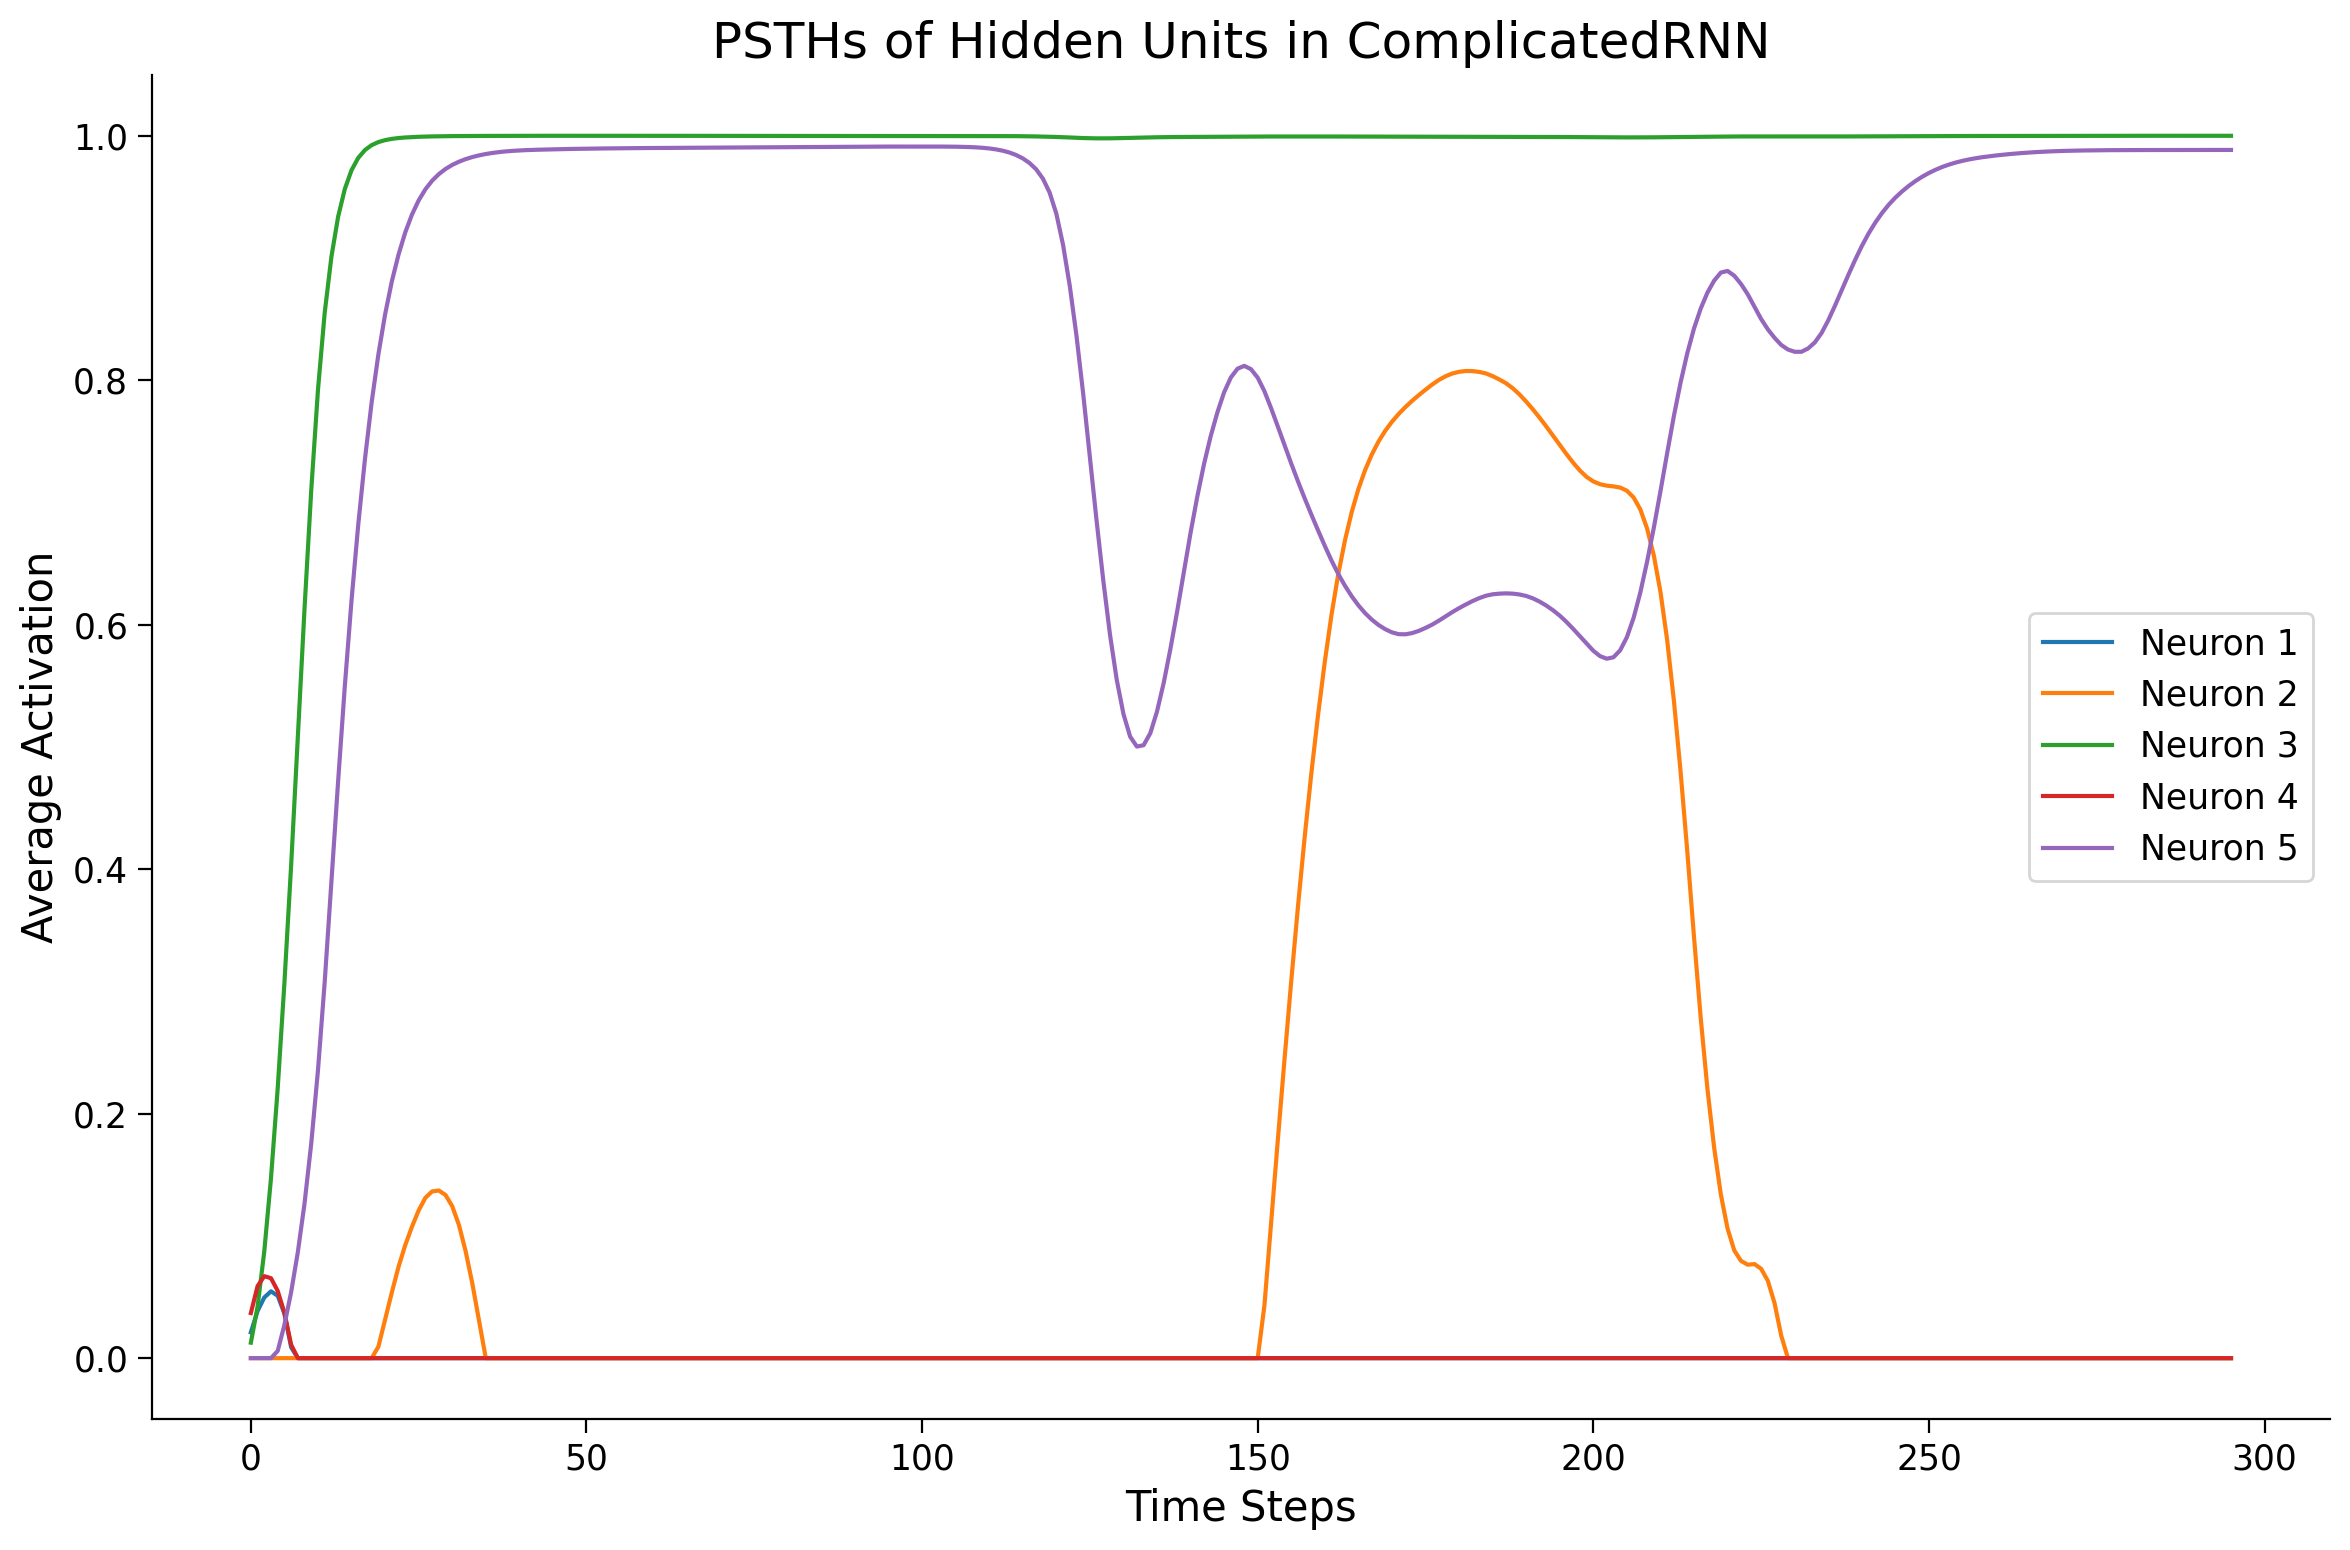 PSTHs of Hidden Units in ComplicatedRNN
Average Activation
1.0
0.8
0.6
0.4
0.2
0.0
Neuron 1
Neuron 2
Neuron 3
Neuron 4
Neuron 5
0 50 100 150 200 250 300
Time Steps